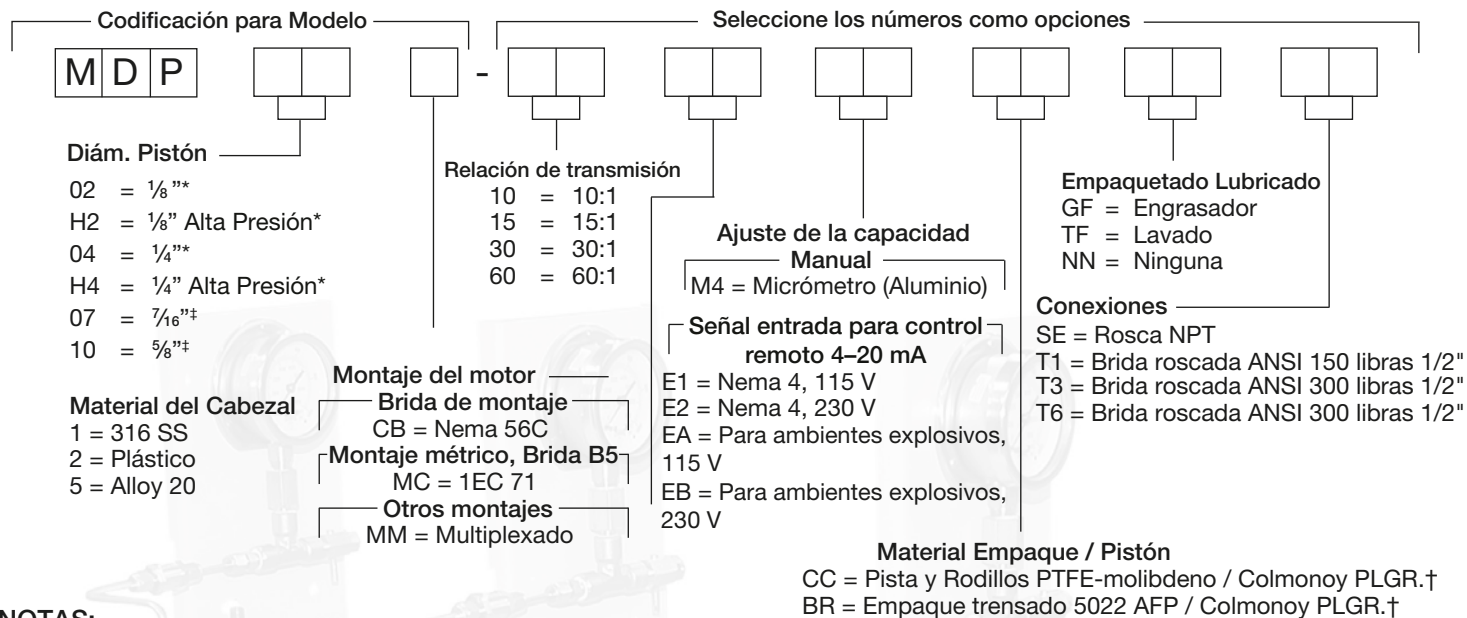 Codificación para Modelo
Seleccione los números como opciones
M D P
-
Diám. Pistón
02 = ⅛”*
H2 = ⅛” Alta Presión*
04 = ¼”*
H4 = ¼” Alta Presión*
07 = ⁷⁄₁₆”‡
10 = ⅝”‡
Material del Cabezal
1 = 316 SS
2 = Plástico
5 = Alloy 20
Relación de transmisión
10 = 10:1
15 = 15:1
30 = 30:1
60 = 60:1
Montaje del motor
Brida de montaje
CB = Nema 56C
Montaje métrico, Brida B5
MC = 1EC 71
Otros montajes
MM = Multiplexado
Ajuste de la capacidad
Manual
M4 = Micrómetro (Aluminio)
Señal entrada para control
remoto 4–20 mA
E1 = Nema 4, 115 V
E2 = Nema 4, 230 V
EA = Para ambientes explosivos,
115 V
EB = Para ambientes explosivos,
230 V
Empaquetado Lubricado
GF = Engrasador
TF = Lavado
NN = Ninguna
Conexiones
SE = Rosca NPT
T1 = Brida roscada ANSI 150 libras 1/2"
T3 = Brida roscada ANSI 300 libras 1/2"
T6 = Brida roscada ANSI 300 libras 1/2"
Material Empaque / Pistón
CC = Pista y Rodillos PTFE-molibdeno / Colmonoy PLGR.†
BR = Empaque trensado 5022 AFP / Colmonoy PLGR.†
NOTAS: